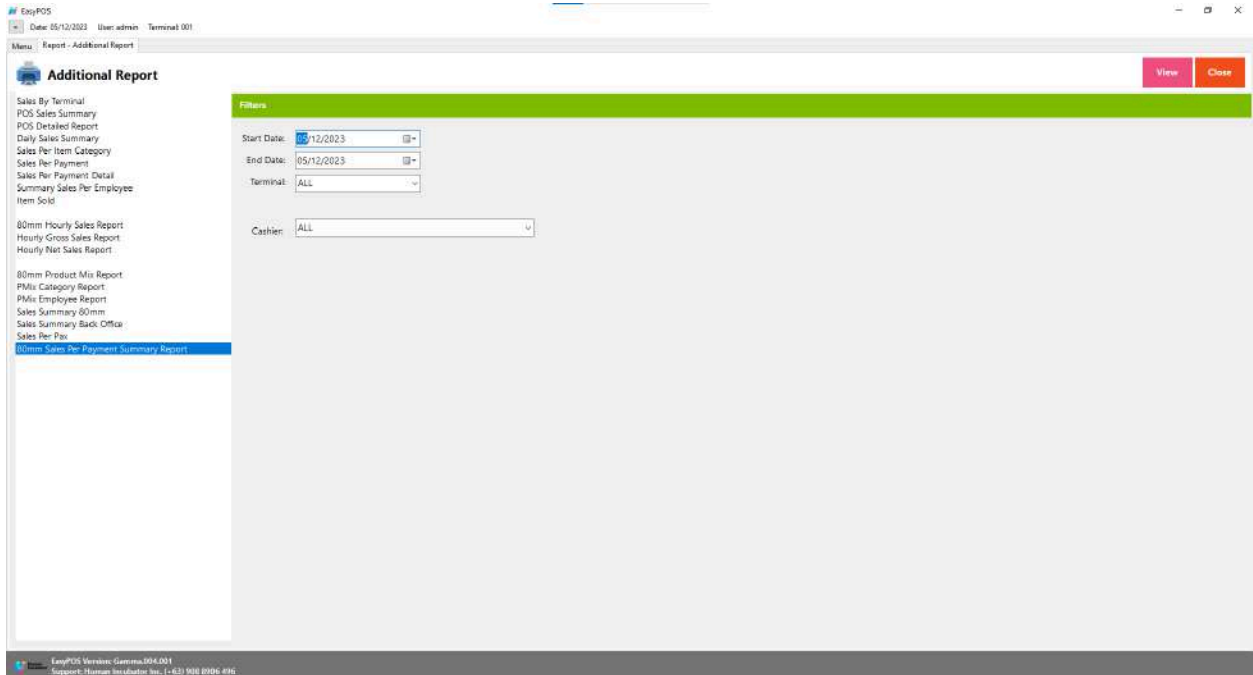 EasyPOS
Date: 05/12/2023 User: admin Terminal: 001
Menu Report - Additional Report
Additional Report
View Close
Sales By Terminal
POS Sales Summary
POS Detailed Report
Daily Sales Summary
Sales Per Item Category
Sales Per Payment
Sales Per Payment Detail
Summary Sales Per Employee
Item Sold
80mm Hourly Sales Report
Hourly Gross Sales Report
Hourly Net Sales Report
80mm Product Mix Report
PMix Category Report
PMix Employee Report
Sales Summary 80mm
Sales Summary Back Office
Sales Per Pax
80mm Sales Per Payment Summary Report
Filters
Start Date: 05/12/2023
End Date: 05/12/2023
Terminal: ALL
Cashier: ALL
EasyPOS Version: Gamma.004.001
Support: Human Incubator Inc. (+63) 908 8906 496